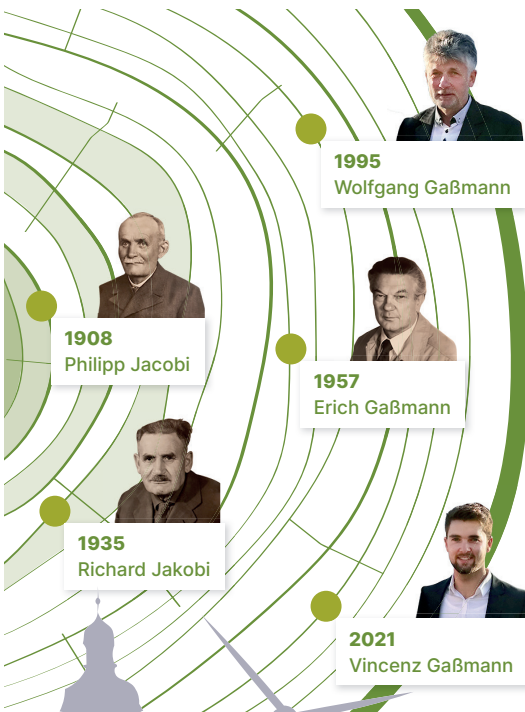 1995
Wolfgang Gaßmann
1908
Philipp Jacobi
1957
Erich Gaßmann
1935
Richard Jakobi
2021
Vincenz Gaßmann